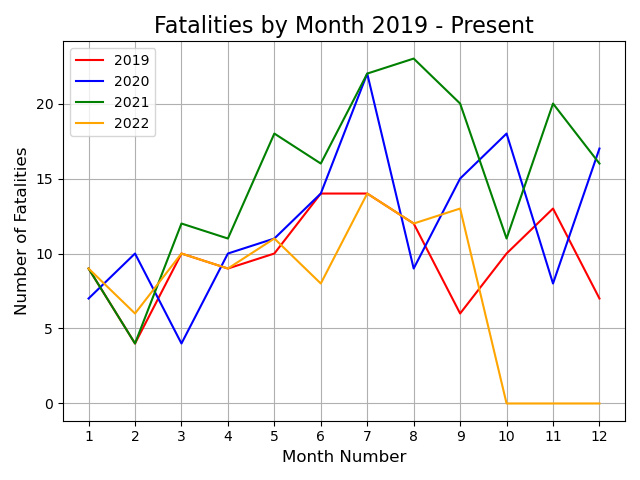 Fatalities by Month 2019 - Present
2019
2020
2021
2022
Number of Fatalities
20
15
10
5
0
1 2 3 4 5 6 7 8 9 10 11 12
Month Number